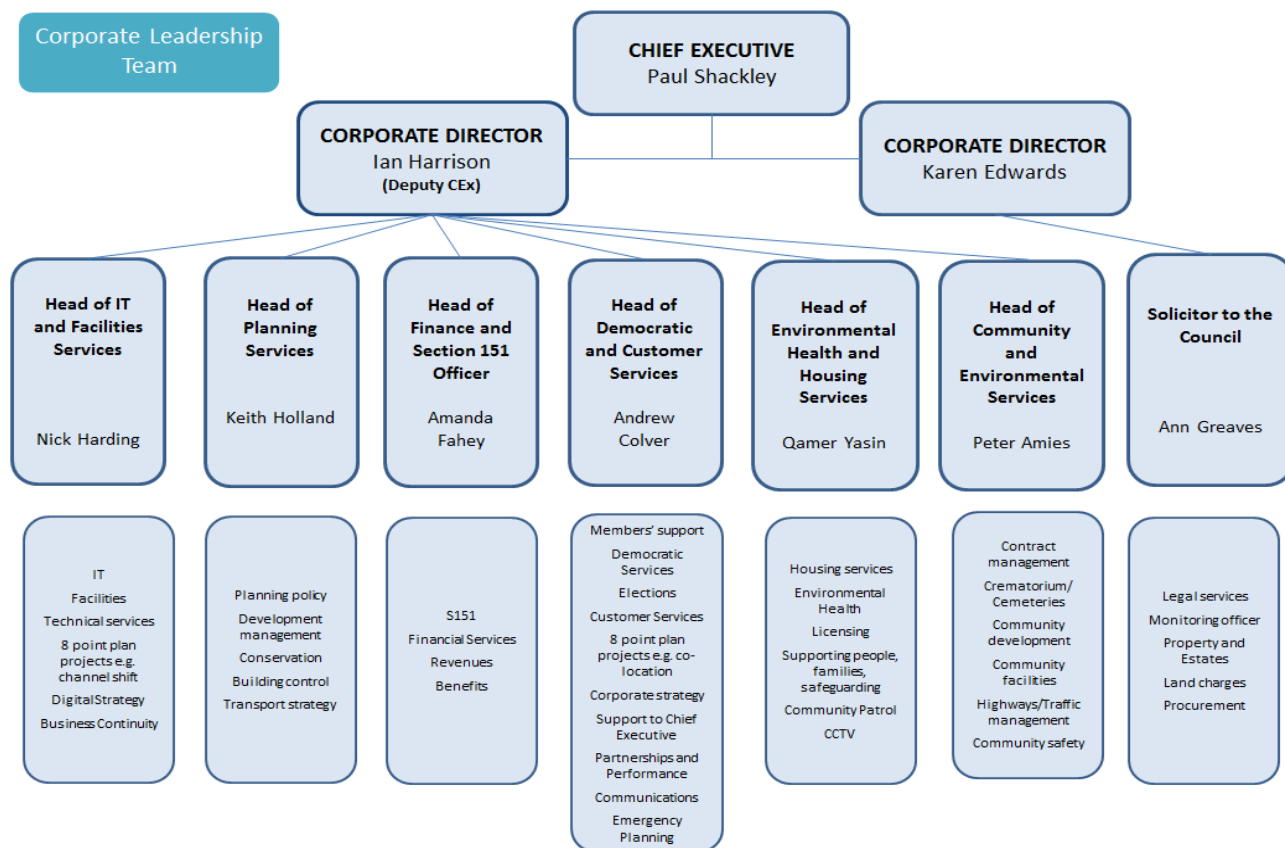 Corporate Leadership
Team
CHIEF EXECUTIVE
Paul Shackley
CORPORATE DIRECTOR
Ian Harrison
(Deputy CEx)
CORPORATE DIRECTOR
Karen Edwards
Head of IT
and Facilities
Services
Nick Harding
Head of
Planning
Services
Keith Holland
Head of
Finance and
Section 151
Officer
Amanda
Fahey
Head of
Democratic
and Customer
Services
Andrew
Colver
Head of
Environmental
Health and
Housing
Services
Qamer Yasin
Head of
Community
and
Environmental
Services
Peter Amies
Solicitor to the
Council
Ann Greaves
IT
Facilities
Technical services
8 point plan
projects e.g.
channel shift
Digital Strategy
Business Continuity
Planning policy
Development
management
Conservation
Building control
Transport strategy
S151
Financial Services
Revenues
Benefits
Members' support
Democratic
Services
Elections
Customer Services
8 point plan
projects e.g. co-
location
Corporate strategy
Support to Chief
Executive
Partnerships and
Performance
Communications
Emergency
Planning
Housing services
Environmental
Health
Licensing
Supporting people,
families,
safeguarding
Community Patrol
CCTV
Contract
management
Crematorium/
Cemeteries
Community
development
Community
facilities
Highways/Traffic
management
Community safety
Legal services
Monitoring officer
Property and
Estates
Land charges
Procurement